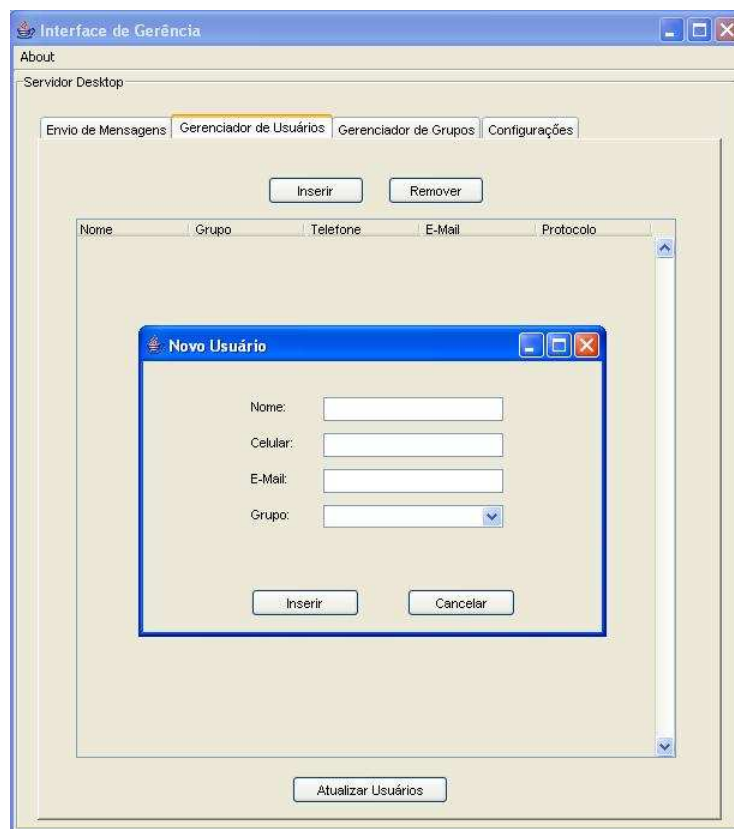 Interface de Gerência
About
Servidor Desktop
Envio de Mensagens Gerenciador de Usuários Gerenciador de Grupos Configurações
Inserir Remover
Nome Grupo Telefone E-Mail Protocolo
Novo Usuário
Nome:
Celular:
E-Mail:
Grupo:
Inserir Cancelar
Atualizar Usuários